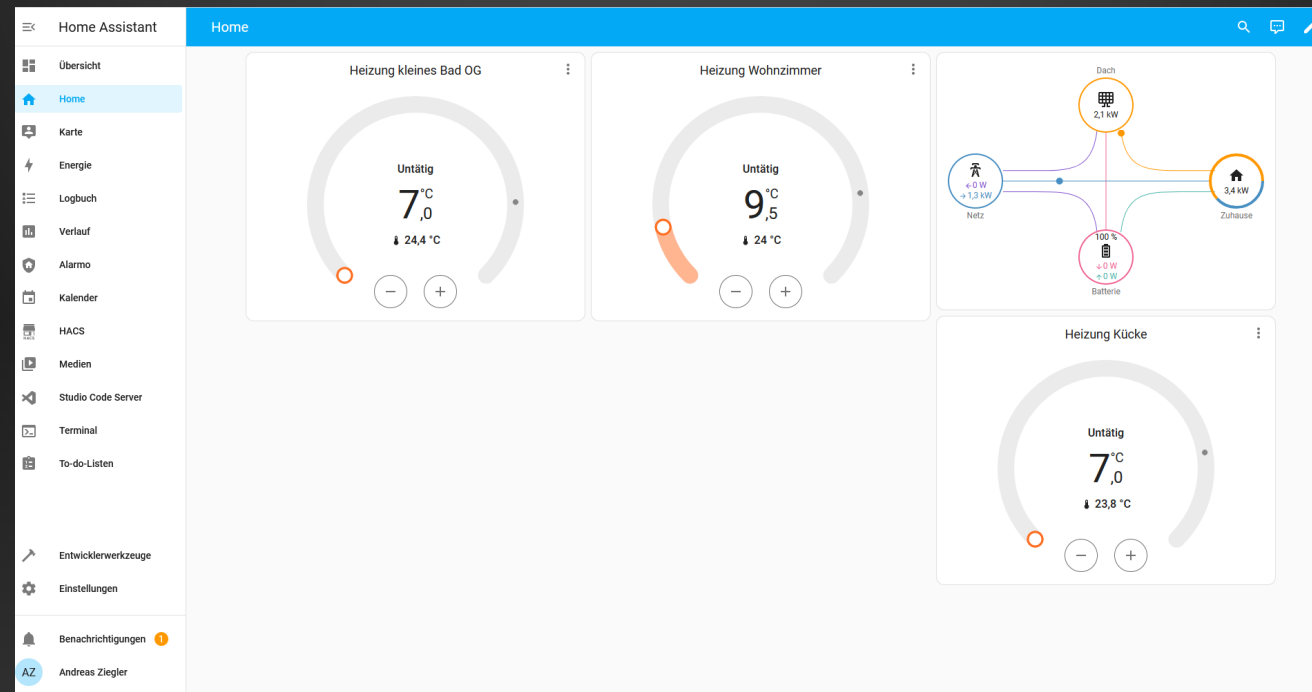 Home Assistant
Home
Übersicht
Home
Karte
Energie
Logbuch
Verlauf
Alarmo
Kalender
HACS
HACS
Medien
Studio Code Server
Terminal
To-do-Listen
Entwicklerwerkzeuge
Einstellungen
Benachrichtigungen 1
AZ Andreas Ziegler
Heizung kleines Bad OG
Untätig
7,0 °C
24,4 °C
Heizung Wohnzimmer
Untätig
9,5 °C
24 °C
Dach
2,1 kW
←0 W
→1,3 kW
Netz
3,4 kW
Zuhause
100 %
↓0 W
↑0 W
Batterie
Heizung Kücke
Untätig
7,0 °C
23,8 °C